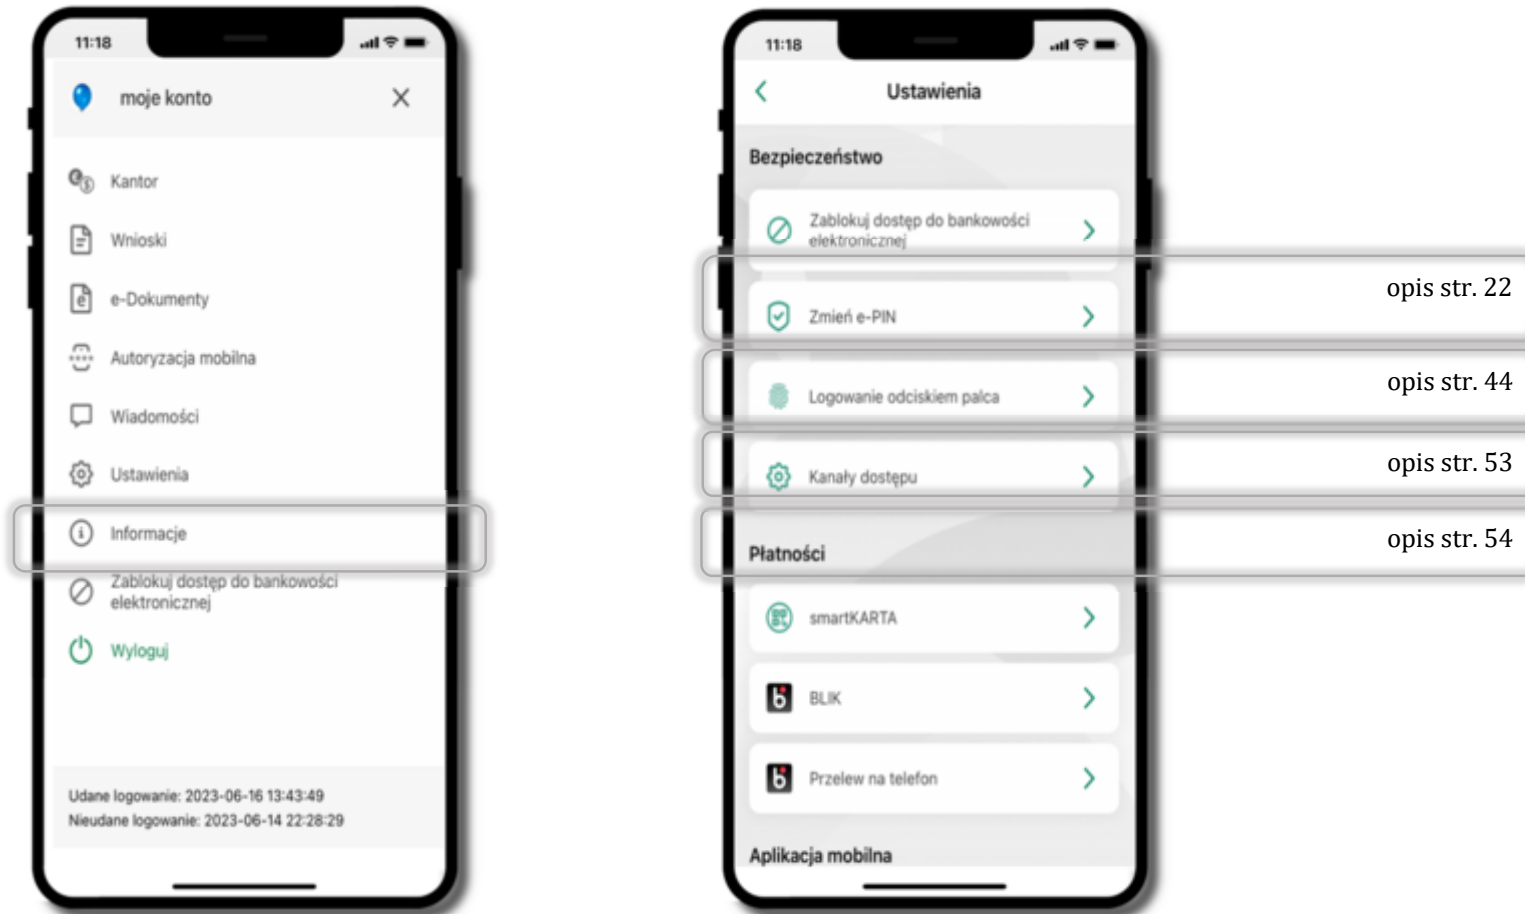 11:18
moje konto
Kantor
Wnioski
e-Dokumenty
Autoryzacja mobilna
Wiadomości
Ustawienia
Informacje
Zablokuj dostęp do bankowości
elektronicznej
Wyloguj
Udane logowanie: 2023-06-16 13:43:49
Nieudane logowanie: 2023-06-14 22:28:29
11:18
Ustawienia
Bezpieczeństwo
Zablokuj dostęp do bankowości
elektronicznej
Zmień e-PIN
opis str. 22
Logowanie odciskiem palca
opis str. 44
Kanały dostępu
opis str. 53
Płatności
opis str. 54
smartKARTA
BLIK
Przelew na telefon
Aplikacja mobilna